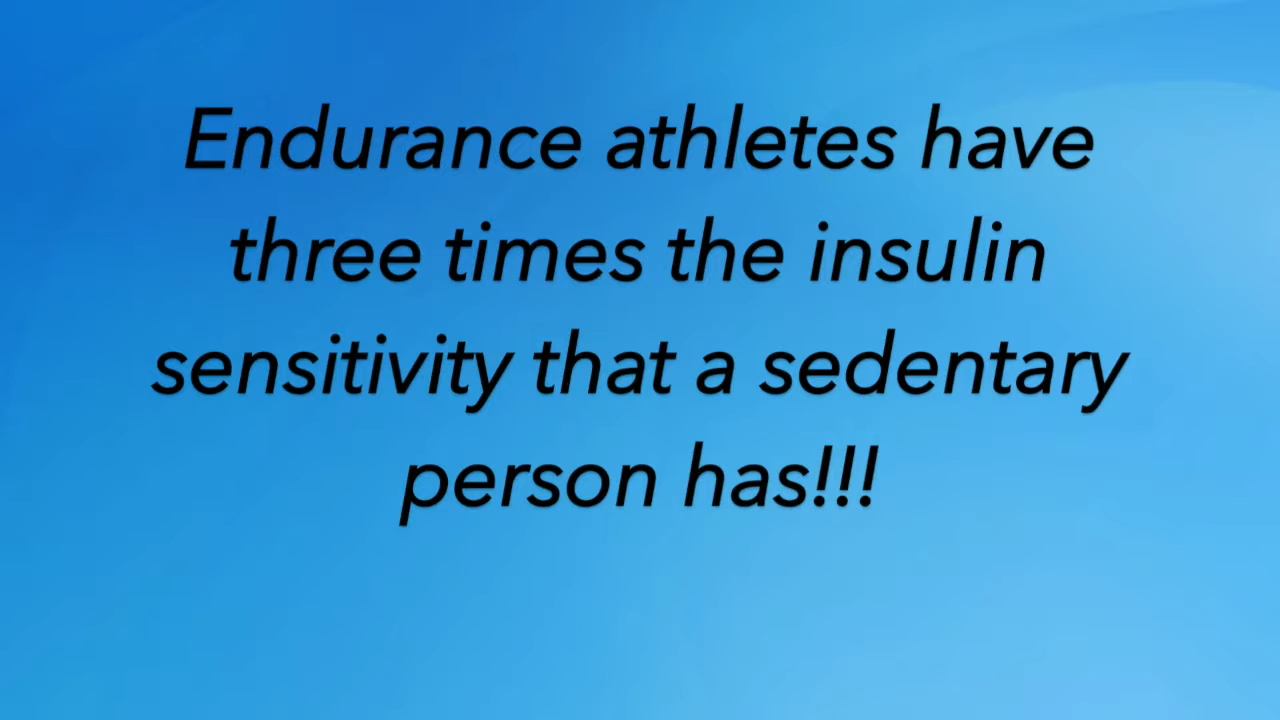 Endurance athletes have
three times the insulin
sensitivity that a sedentary
person has!!!